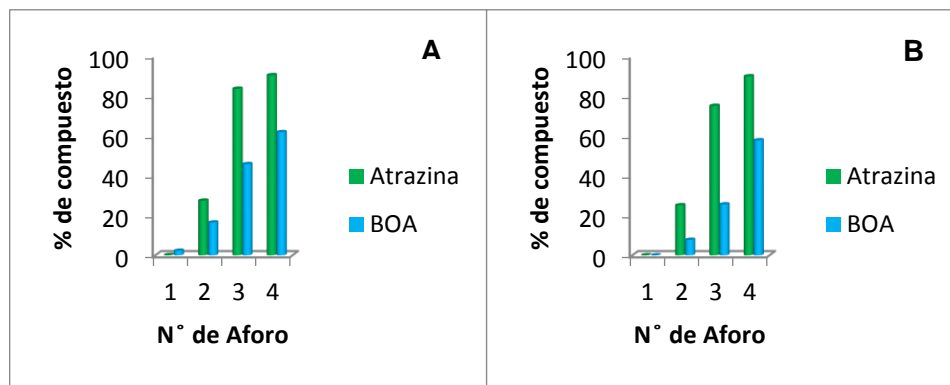 A
% de compuesto
100
80
60
40
20
0
1 2 3 4
N° de Aforo
Atrazina
BOA
B
% de compuesto
100
80
60
40
20
0
1 2 3 4
N° de Aforo
Atrazina
BOA